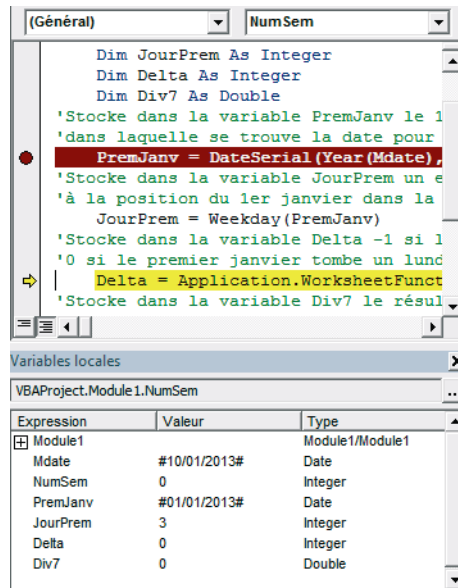 (Général) NumSem
Dim JourPrem As Integer
Dim Delta As Integer
Dim Div7 As Double
'Stocke dans la variable PremJanv le 1
'dans laquelle se trouve la date pour
PremJanv = DateSerial(Year(Mdate),
'Stocke dans la variable JourPrem un e
'à la position du 1er janvier dans la
JourPrem = Weekday(PremJanv)
'Stocke dans la variable Delta -1 si l
'0 si le premier janvier tombe un lund
Delta = Application.WorksheetFunct
'Stocke dans la variable Div7 le résul
Variables locales
VBAProject.Module1.NumSem ...
Expression Valeur Type
Module1 Module1/Module1
Mdate #10/01/2013# Date
NumSem 0 Integer
PremJanv #01/01/2013# Date
JourPrem 3 Integer
Delta 0 Integer
Div7 0 Double